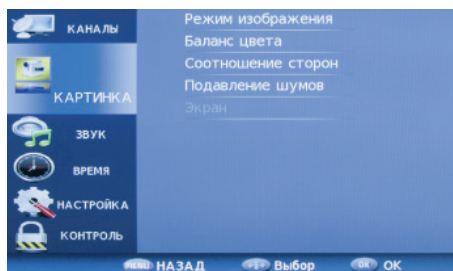 КАНАЛЫ
КАРТИНКА
ЗВУК
ВРЕМЯ
НАСТРОЙКА
КОНТРОЛЬ
Режим изображения
Баланс цвета
Соотношение сторон
Подавление шумов
Экран
MENU НАЗАД Выбор OK OK